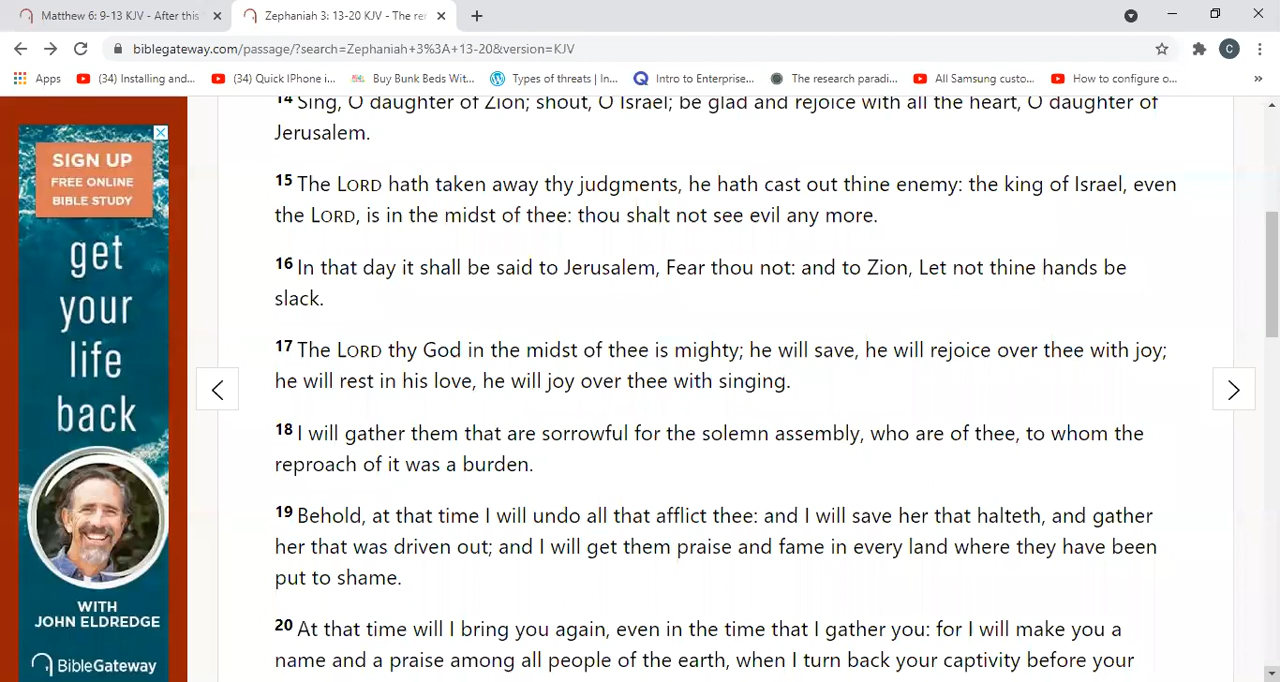 Matthew 6: 9-13 KJV - After this
Zephaniah 3: 13-20 KJV - The re
biblegateway.com/passage/?search=Zephaniah+3%3A+13-20&version=KJV
C
Apps
(34) Installing and...
(34) Quick IPhone i...
Buy Bunk Beds Wit...
Types of threats | In...
Intro to Enterprise...
The research paradi...
All Samsung custo...
How to configure o...
SIGN UP
FREE ONLINE
BIBLE STUDY
get
your
life
back
WITH
JOHN ELDREDGE
BibleGateway
14 Sing, O daughter of Zion; shout, O Israel; be glad and rejoice with all the heart, O daughter of
Jerusalem.
15 The LORD hath taken away thy judgments, he hath cast out thine enemy: the king of Israel, even
the LORD, is in the midst of thee: thou shalt not see evil any more.
16 In that day it shall be said to Jerusalem, Fear thou not: and to Zion, Let not thine hands be
slack.
17 The LORD thy God in the midst of thee is mighty; he will save, he will rejoice over thee with joy;
he will rest in his love, he will joy over thee with singing.
18 I will gather them that are sorrowful for the solemn assembly, who are of thee, to whom the
reproach of it was a burden.
19 Behold, at that time I will undo all that afflict thee: and I will save her that halteth, and gather
her that was driven out; and I will get them praise and fame in every land where they have been
put to shame.
20 At that time will I bring you again, even in the time that I gather you: for I will make you a
name and a praise among all people of the earth, when I turn back your captivity before your